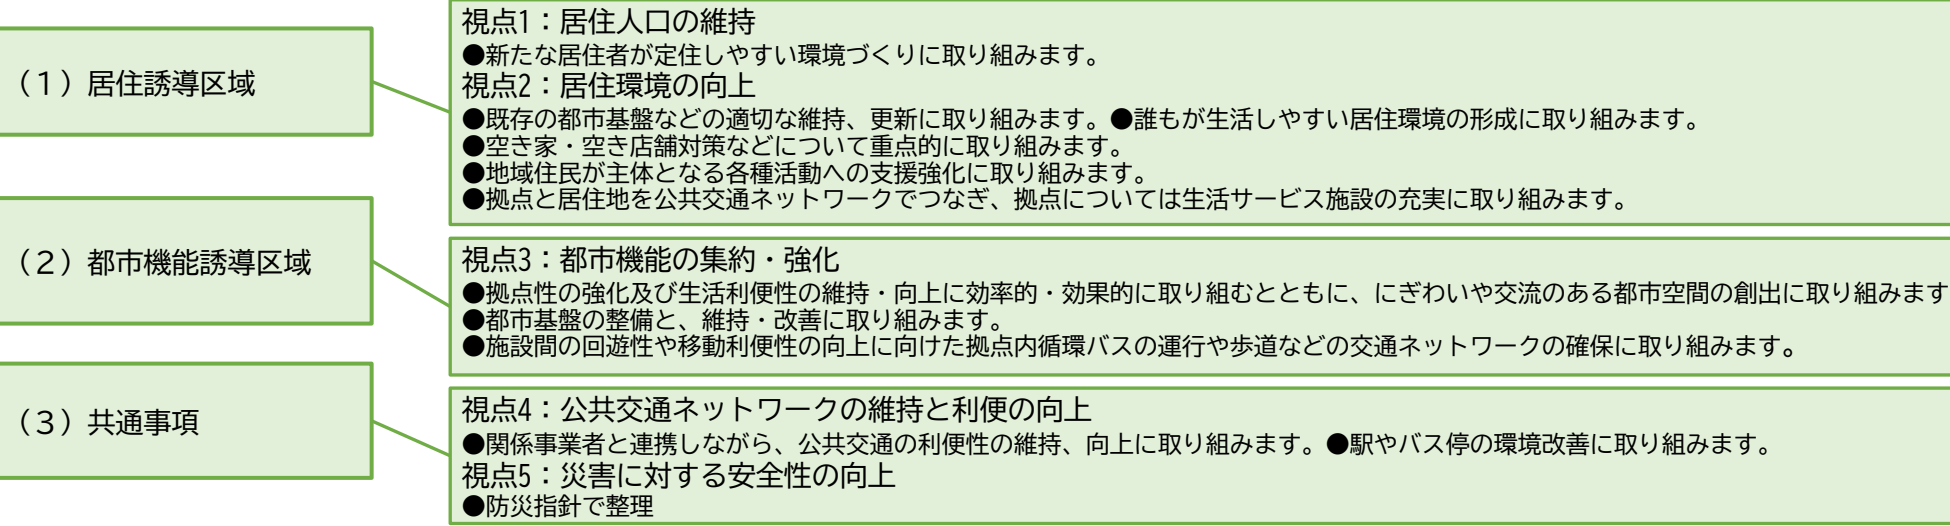 （１）居住誘導区域
視点1：居住人口の維持
●新たな居住者が定住しやすい環境づくりに取り組みます。
視点2：居住環境の向上
●既存の都市基盤などの適切な維持、更新に取り組みます。●誰もが生活しやすい居住環境の形成に取り組みます。
●空き家・空き店舗対策などについて重点的に取り組みます。
●地域住民が主体となる各種活動への支援強化に取り組みます。
●拠点と居住地を公共交通ネットワークでつなぎ、拠点については生活サービス施設の充実に取り組みます。
（２）都市機能誘導区域
視点3：都市機能の集約・強化
●拠点性の強化及び生活利便性の維持・向上に効率的・効果的に取り組むとともに、にぎわいや交流のある都市空間の創出に取り組みます
●都市基盤の整備と、維持・改善に取り組みます。
●施設間の回遊性や移動利便性の向上に向けた拠点内循環バスの運行や歩道などの交通ネットワークの確保に取り組みます。
（３）共通事項
視点4：公共交通ネットワークの維持と利便の向上
●関係事業者と連携しながら、公共交通の利便性の維持、向上に取り組みます。●駅やバス停の環境改善に取り組みます。
視点5：災害に対する安全性の向上
●防災指針で整理